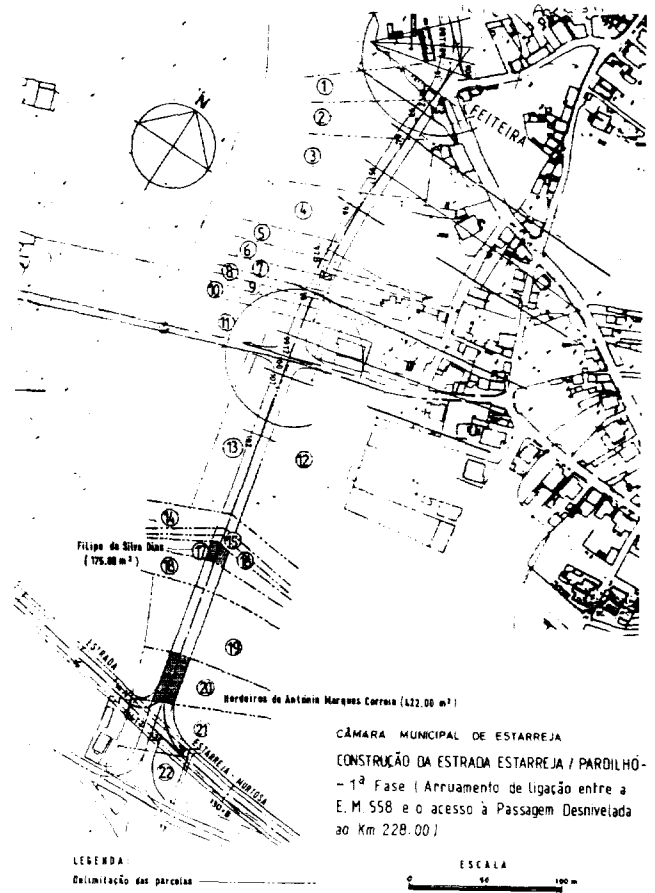 N
FEITEIRA
1
2
3
4
5
6
7
8
9
10
11
12
13
14
15
17
18
Filipe da Silva Dias
(175.00 m²)
19
20
Herdeiros de António Marques Correia (422.00 m²)
21
22
ESTRADA
ESTARREJA - MURTOSA
CÂMARA MUNICIPAL DE ESTARREJA
CONSTRUÇÃO DA ESTRADA ESTARREJA / PARDILHÓ-
- 1ª Fase (Arruamento de ligação entre a
E. M 558 e o acesso à Passagem Desnivelada
ao Km 228.00)
LEGENDA:
Delimitação das parcelas
ESCALA
0 50 100 m